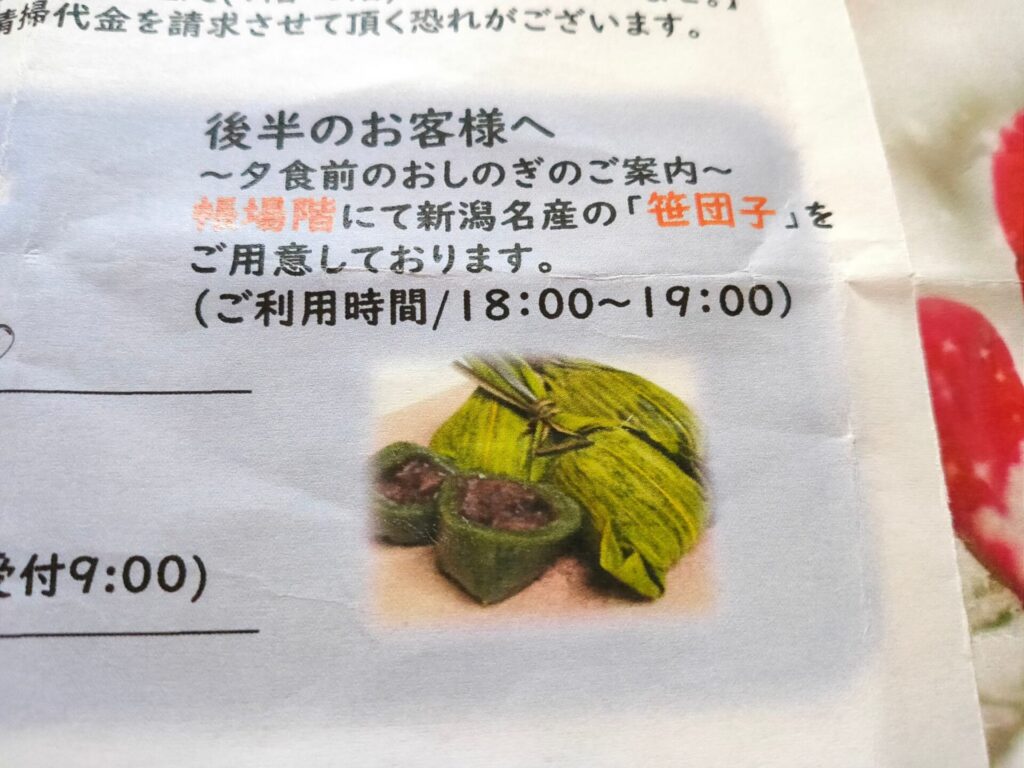 清掃代金を請求させて頂く恐れがございます。
後半のお客様へ
～夕食前のおしのぎのご案内～
帳場階にて新潟名産の「笹団子」を
ご用意しております。
(ご利用時間/18:00～19:00)
受付9:00)